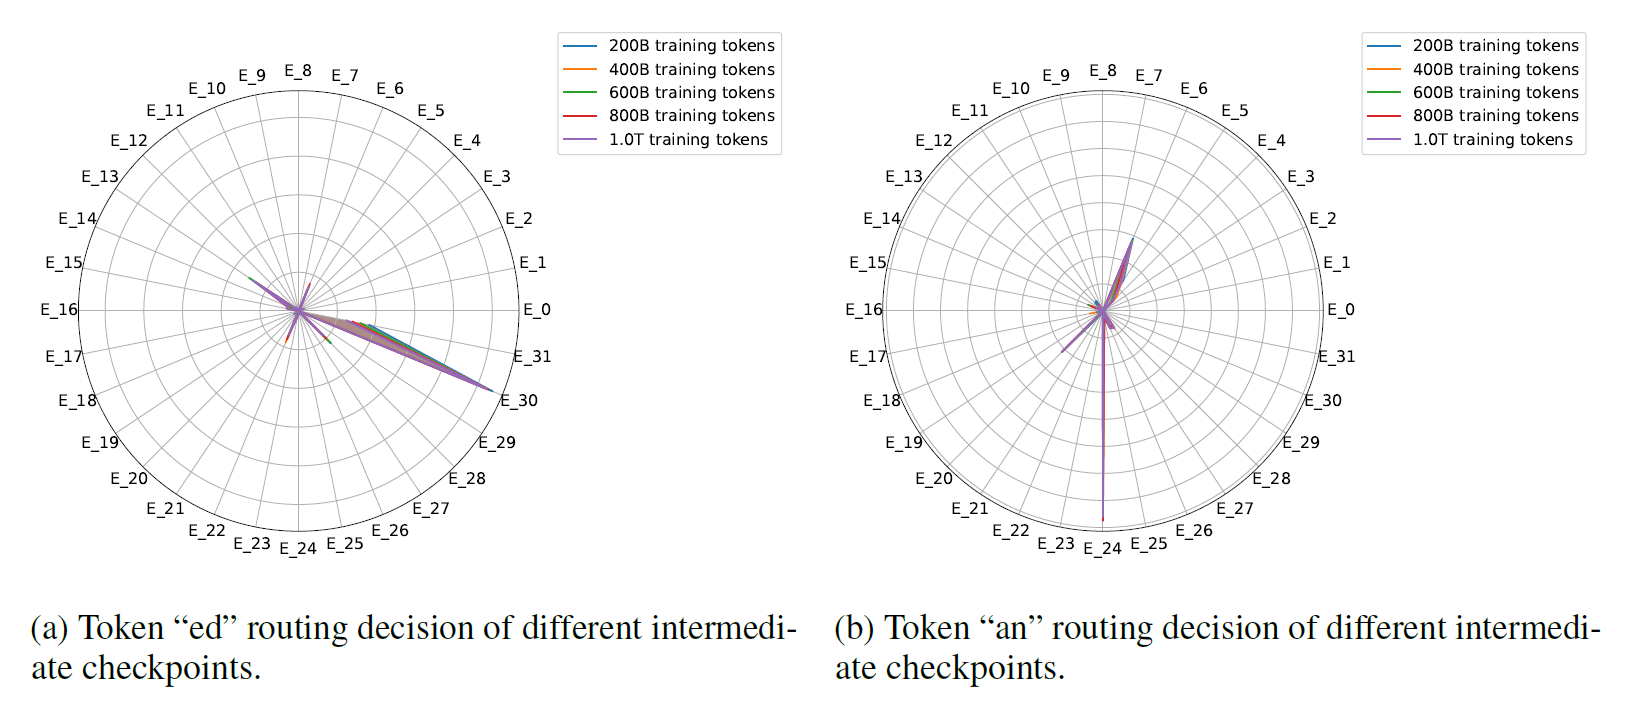 200B training tokens
400B training tokens
600B training tokens
800B training tokens
1.0T training tokens
E_0
E_1
E_2
E_3
E_4
E_5
E_6
E_7
E_8
E_9
E_10
E_11
E_12
E_13
E_14
E_15
E_16
E_17
E_18
E_19
E_20
E_21
E_22
E_23
E_24
E_25
E_26
E_27
E_28
E_29
E_30
E_31
(a) Token “ed” routing decision of different intermedi-
ate checkpoints.
200B training tokens
400B training tokens
600B training tokens
800B training tokens
1.0T training tokens
E_0
E_1
E_2
E_3
E_4
E_5
E_6
E_7
E_8
E_9
E_10
E_11
E_12
E_13
E_14
E_15
E_16
E_17
E_18
E_19
E_20
E_21
E_22
E_23
E_24
E_25
E_26
E_27
E_28
E_29
E_30
E_31
(b) Token “an” routing decision of different intermedi-
ate checkpoints.